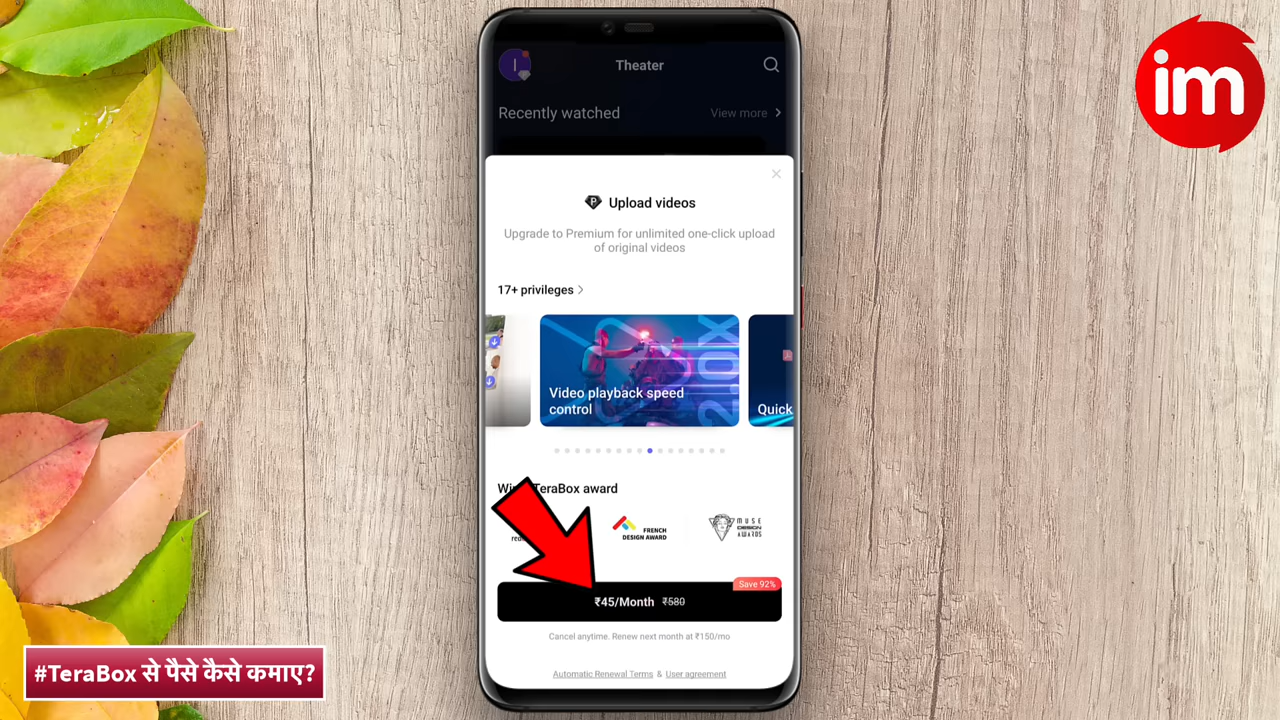 im
I
Theater
Recently watched
View more
Upload videos
Upgrade to Premium for unlimited one-click upload
of original videos
17+ privileges
2.0X
Video playback speed
control
Quick
TeraBox award
FRENCH
DESIGN AWARD
MUSE
DESIGN
AWARDS
Save 92%
₹45/Month ₹580
Cancel anytime. Renew next month at ₹150/mo
Automatic Renewal Terms & User agreement
#TeraBox से पैसे कैसे कमाए?